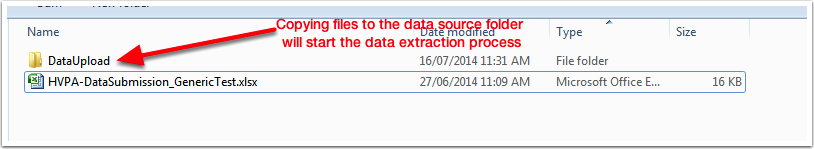 Copying files to the data source folder
will start the data extraction process
Name Date modified Type Size
DataUpload 16/07/2014 11:31 AM File folder
HVPA-DataSubmission_GenericTest.xlsx 27/06/2014 11:09 AM Microsoft Office E... 16 KB